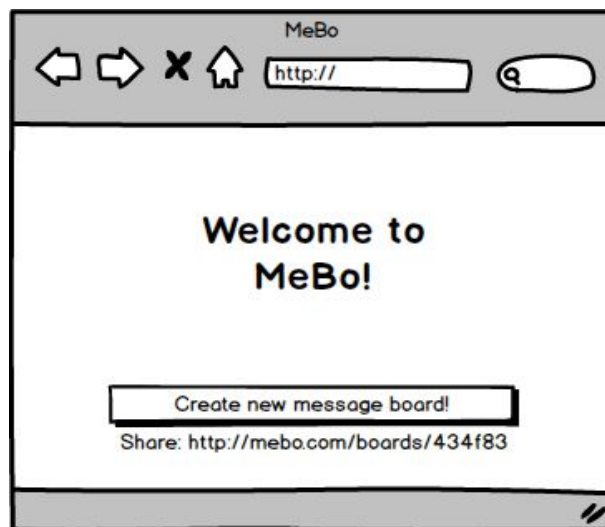 MeBo
http://
Welcome to
MeBo!
Create new message board!
Share: http://mebo.com/boards/434f83